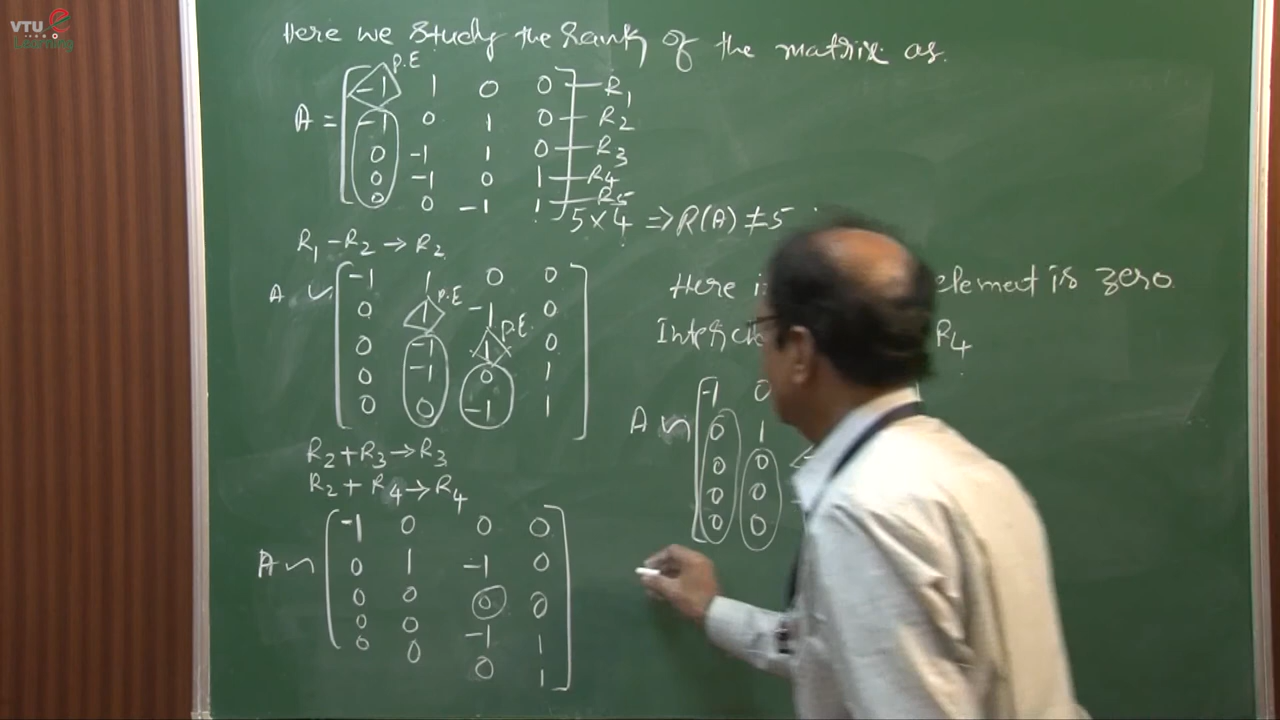 VTU e
Learning
Here we study the Rank of the matrix as.
P.E
A = [ -1 1 0 0 ] — R1
-1 0 1 0 — R2
0 -1 1 0 — R3
0 -1 0 1 — R4
0 0 -1 1 — R5
5×4 ⇒ R(A) ≠ 5
R1 - R2 → R2
A ~ [ -1 1 0 0 ]
P.E
0 1 -1 0
P.E.
0 -1 1 0
0 -1 0 1
0 0 -1 1
R2 + R3 → R3
R2 + R4 → R4
A ~ [ -1 0 0 0 ]
0 1 -1 0
0 0 0 0
0 0 -1 1
0 0 0 1
Here element is zero.
R4
A ~ [ -1 0
0 1
0 0
0 0
0 0